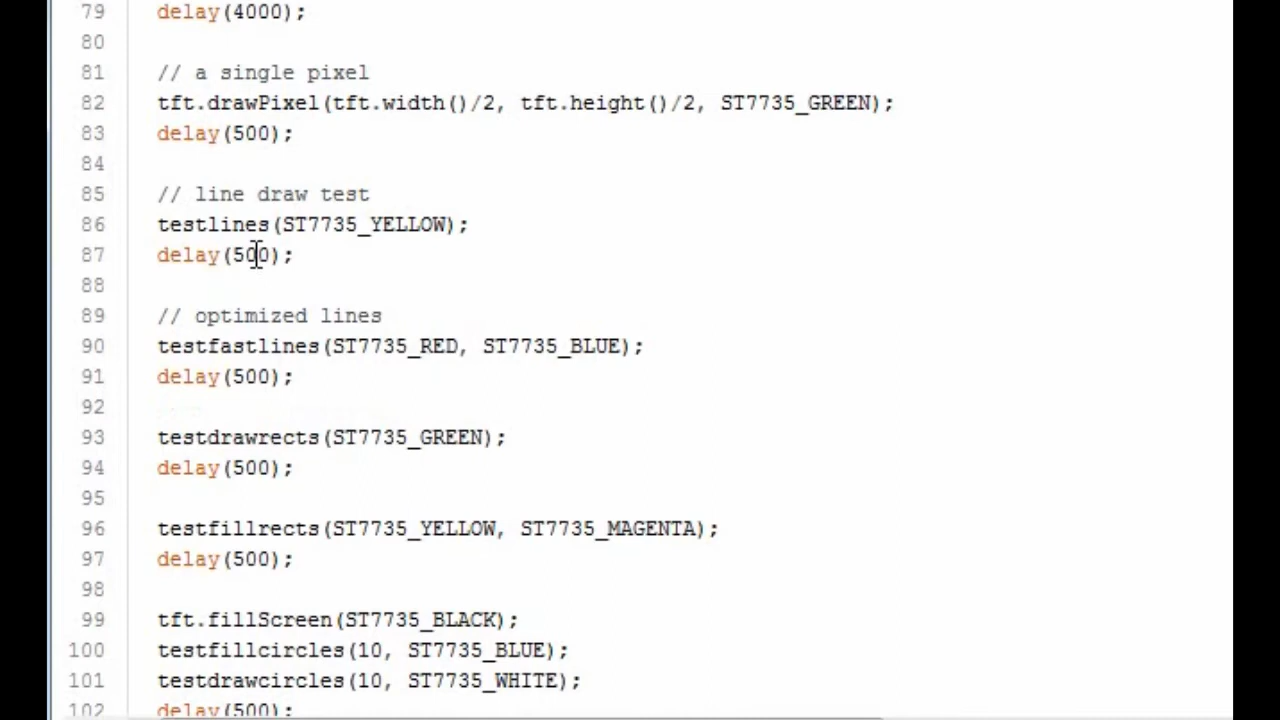 79 delay(4000);
80
81 // a single pixel
82 tft.drawPixel(tft.width()/2, tft.height()/2, ST7735_GREEN);
83 delay(500);
84
85 // line draw test
86 testlines(ST7735_YELLOW);
87 delay(500);
88
89 // optimized lines
90 testfastlines(ST7735_RED, ST7735_BLUE);
91 delay(500);
92
93 testdrawrects(ST7735_GREEN);
94 delay(500);
95
96 testfillrects(ST7735_YELLOW, ST7735_MAGENTA);
97 delay(500);
98
99 tft.fillScreen(ST7735_BLACK);
100 testfillcircles(10, ST7735_BLUE);
101 testdrawcircles(10, ST7735_WHITE);
102 delay(500);